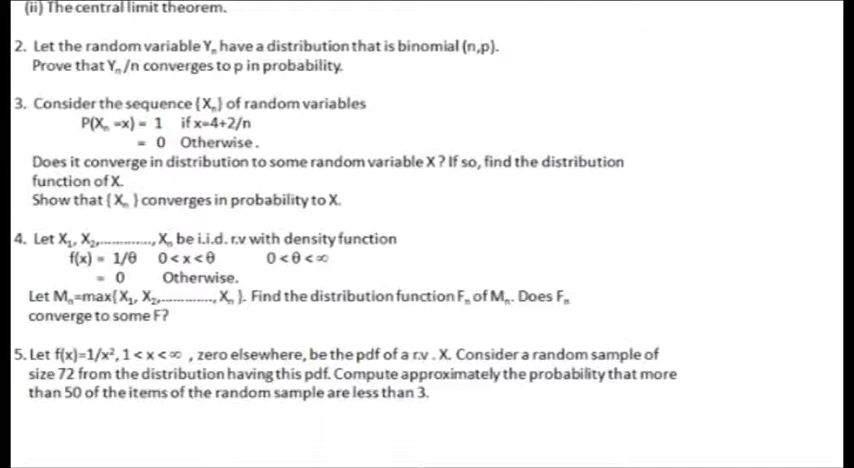 (ii) The central limit theorem.
2. Let the random variable Yₙ have a distribution that is binomial (n,p).
Prove that Yₙ/n converges to p in probability.
3. Consider the sequence {Xₙ} of random variables
P(Xₙ =x) = 1 if x=4+2/n
= 0 Otherwise.
Does it converge in distribution to some random variable X? If so, find the distribution
function of X.
Show that {Xₙ } converges in probability to X.
4. Let X₁, X₂,............., Xₙ be i.i.d. r.v with density function
f(x) = 1/θ 0<x<θ 0<θ<∞
= 0 Otherwise.
Let Mₙ=max{X₁, X₂,............., Xₙ }. Find the distribution function Fₙ of Mₙ. Does Fₙ
converge to some F?
5. Let f(x)=1/x², 1<x<∞ , zero elsewhere, be the pdf of a r.v . X. Consider a random sample of
size 72 from the distribution having this pdf. Compute approximately the probability that more
than 50 of the items of the random sample are less than 3.